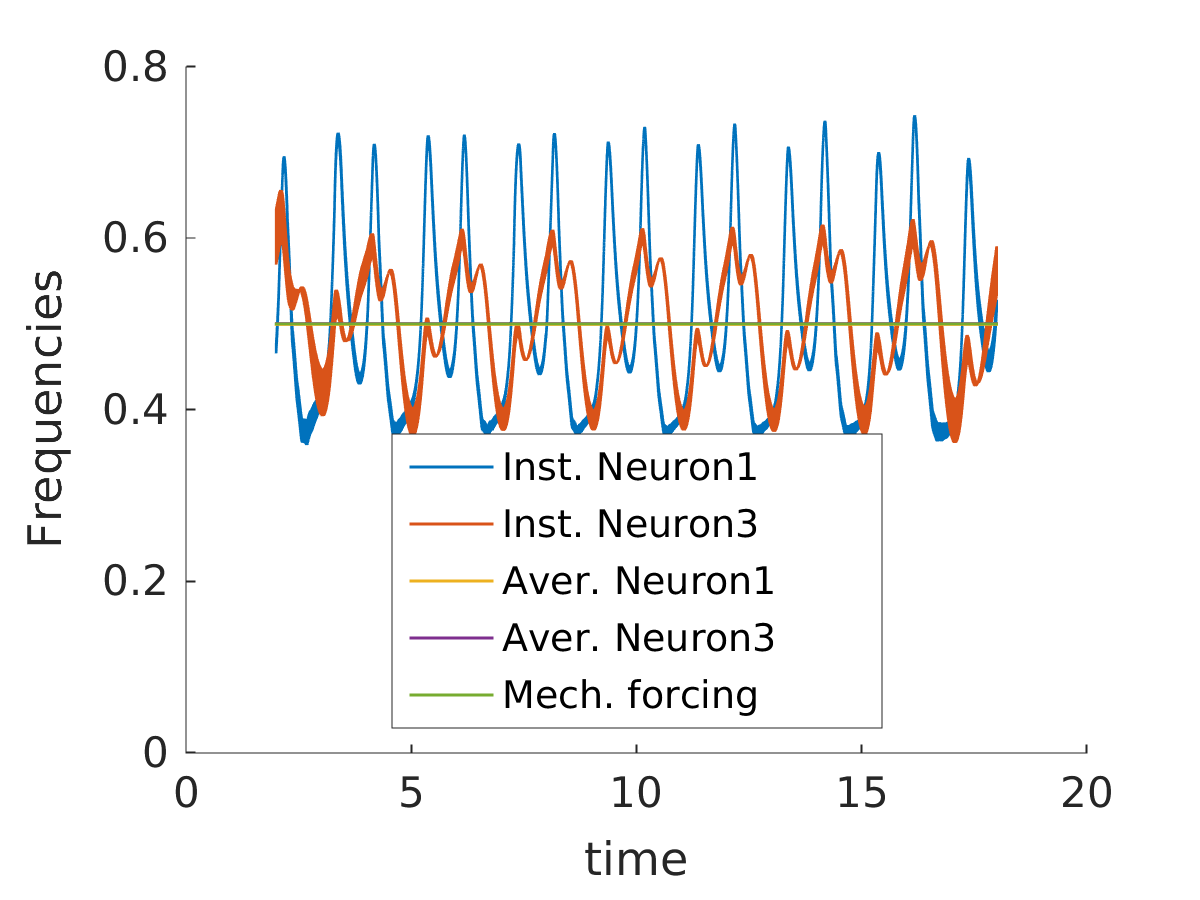 0.8
0.6
0.4
0.2
0
Frequencies
Inst. Neuron1
Inst. Neuron3
Aver. Neuron1
Aver. Neuron3
Mech. forcing
0 5 10 15 20
time